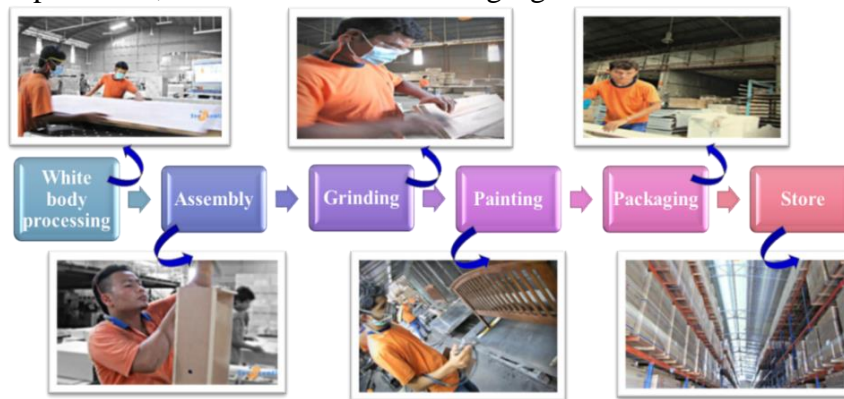 White
body
processing
Assembly
Grinding
Painting
Packaging
Store